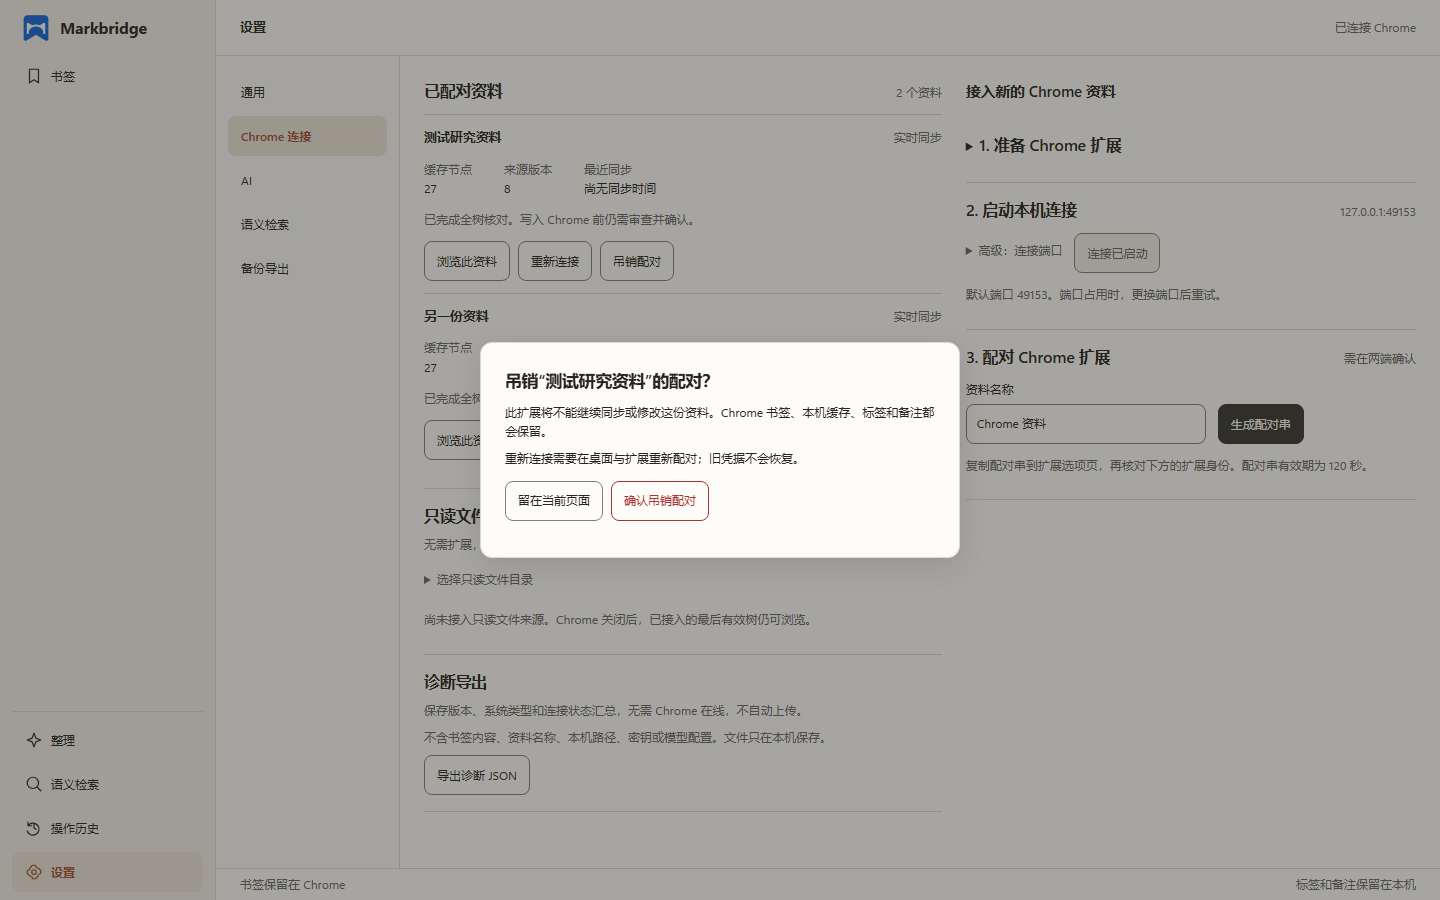 Markbridge
书签
整理
语义检索
操作历史
设置
设置
已连接 Chrome
通用
Chrome 连接
AI
语义检索
备份导出
已配对资料
2 个资料
测试研究资料
实时同步
缓存节点
来源版本
最近同步
27
8
尚无同步时间
已完成全树核对。写入 Chrome 前仍需审查并确认。
浏览此资料
重新连接
吊销配对
另一份资料
实时同步
缓存节点
27
已完成全树
浏览此资
只读文件
无需扩展,
选择只读文件目录
尚未接入只读文件来源。Chrome 关闭后，已接入的最后有效树仍可浏览。
诊断导出
保存版本、系统类型和连接状态汇总，无需 Chrome 在线，不自动上传。
不含书签内容、资料名称、本机路径、密钥或模型配置。文件只在本机保存。
导出诊断 JSON
接入新的 Chrome 资料
1. 准备 Chrome 扩展
2. 启动本机连接
127.0.0.1:49153
高级：连接端口
连接已启动
默认端口 49153。端口占用时，更换端口后重试。
3. 配对 Chrome 扩展
需在两端确认
资料名称
Chrome 资料
生成配对串
复制配对串到扩展选项页，再核对下方的扩展身份。配对串有效期为 120 秒。
吊销“测试研究资料”的配对？
此扩展将不能继续同步或修改这份资料。Chrome 书签、本机缓存、标签和备注都
会保留。
重新连接需要在桌面与扩展重新配对；旧凭据不会恢复。
留在当前页面
确认吊销配对
书签保留在 Chrome
标签和备注保留在本机